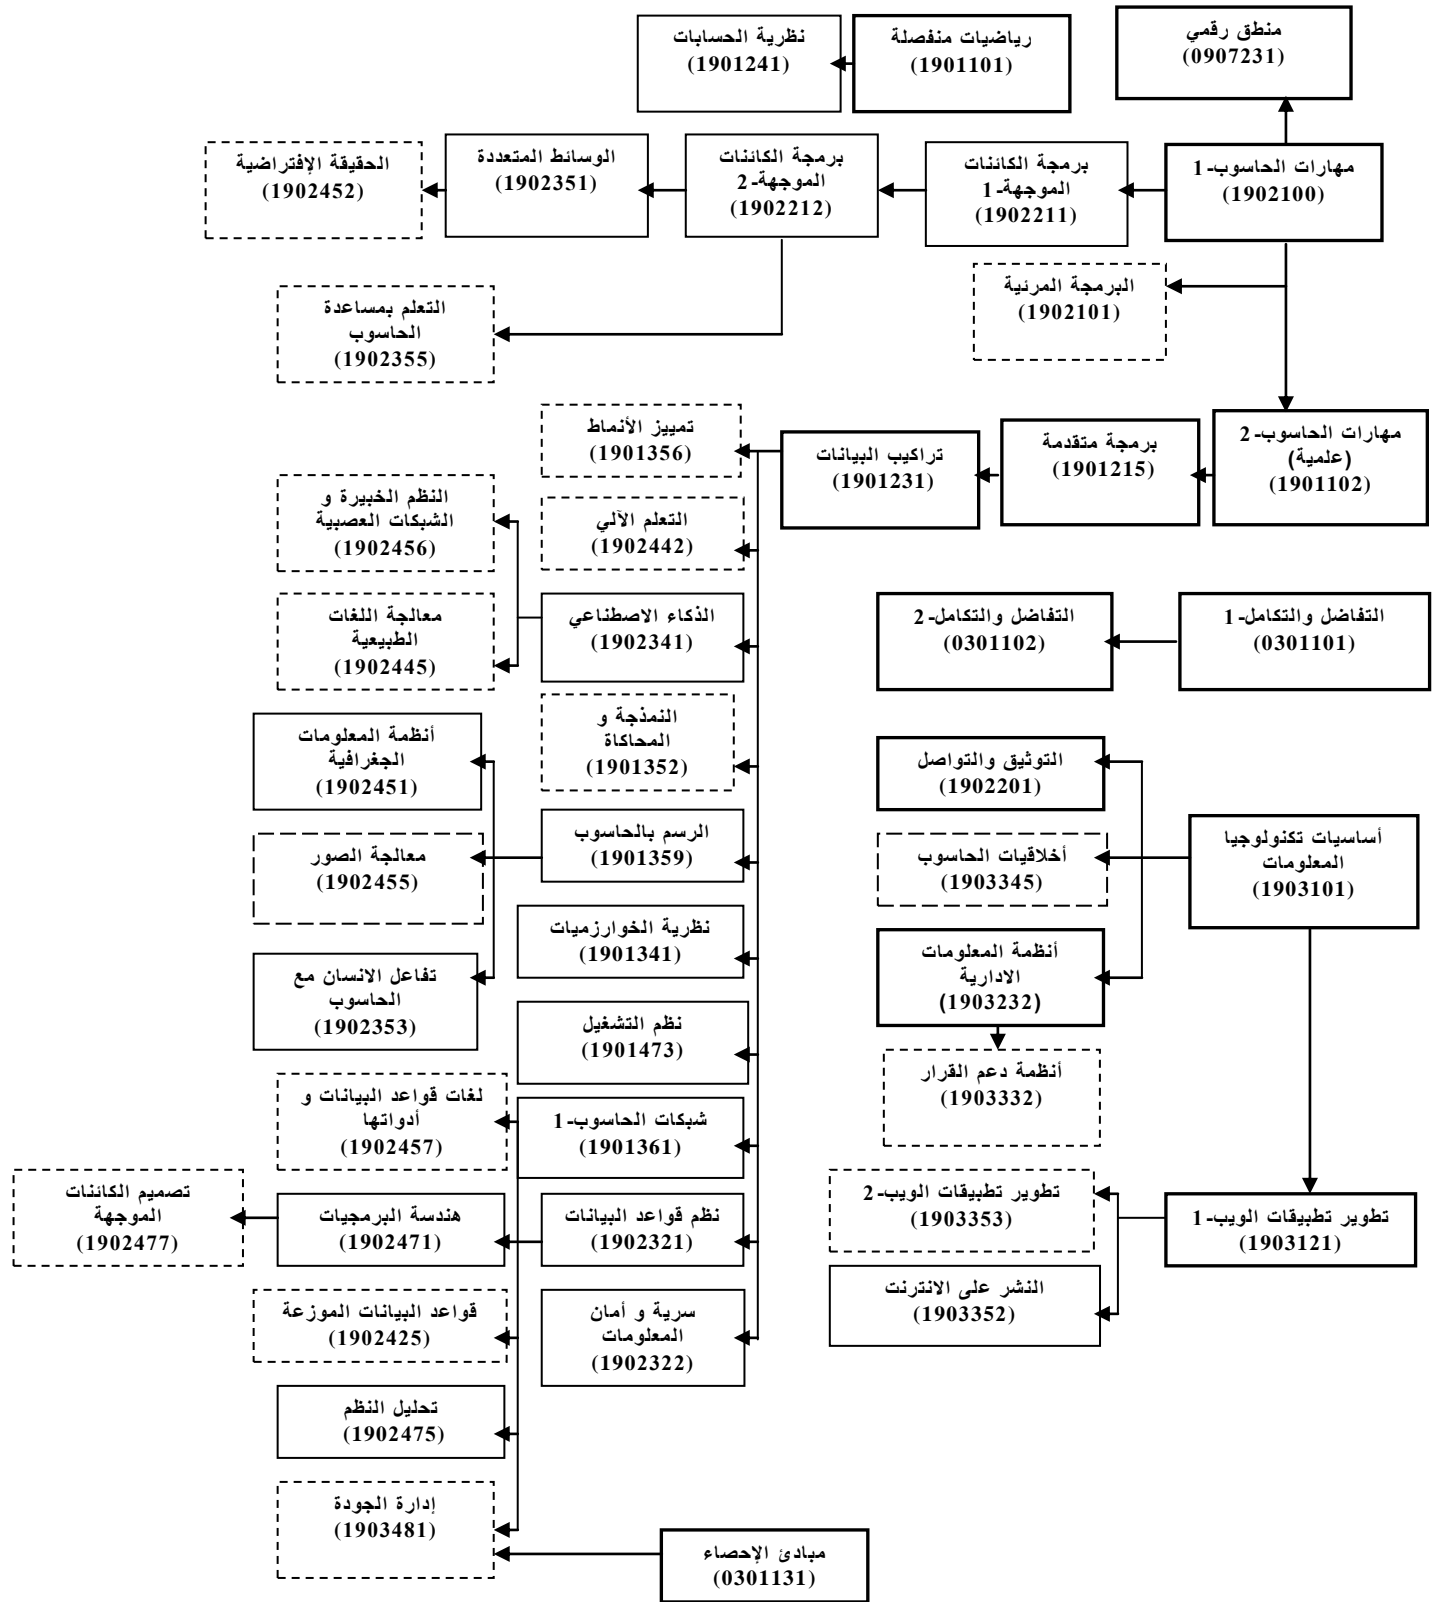 منطق رقمي
(0907231)
رياضيات منفصلة
(1901101)
نظرية الحسابات
(1901241)
مهارات الحاسوب-1
(1902100)
برمجة الكائنات
الموجهة-1
(1902211)
برمجة الكائنات
الموجهة-2
(1902212)
الوسائط المتعددة
(1902351)
الحقيقة الإفتراضية
(1902452)
البرمجة المرئية
(1902101)
التعلم بمساعدة
الحاسوب
(1902355)
مهارات الحاسوب-2
(علمية)
(1901102)
برمجة متقدمة
(1901215)
تراكيب البيانات
(1901231)
تمييز الأنماط
(1901356)
النظم الخبيرة و
الشبكات العصبية
(1902456)
التعلم الآلي
(1902442)
التفاضل والتكامل-1
(0301101)
التفاضل والتكامل-2
(0301102)
الذكاء الاصطناعي
(1902341)
معالجة اللغات
الطبيعية
(1902445)
النمذجة و
المحاكاة
(1901352)
أنظمة المعلومات
الجغرافية
(1902451)
التوثيق والتواصل
(1902201)
أساسيات تكنولوجيا
المعلومات
(1903101)
أخلاقيات الحاسوب
(1903345)
الرسم بالحاسوب
(1901359)
معالجة الصور
(1902455)
أنظمة المعلومات
الادارية
(1903232)
نظرية الخوارزميات
(1901341)
تفاعل الانسان مع
الحاسوب
(1902353)
نظم التشغيل
(1901473)
أنظمة دعم القرار
(1903332)
شبكات الحاسوب-1
(1901361)
لغات قواعد البيانات و
أدواتها
(1902457)
تطوير تطبيقات الويب-1
(1903121)
تطوير تطبيقات الويب-2
(1903353)
نظم قواعد البيانات
(1902321)
هندسة البرمجيات
(1902471)
تصميم الكائنات
الموجهة
(1902477)
النشر على الانترنت
(1903352)
سرية و أمان
المعلومات
(1902322)
قواعد البيانات الموزعة
(1902425)
تحليل النظم
(1902475)
إدارة الجودة
(1903481)
مبادئ الإحصاء
(0301131)